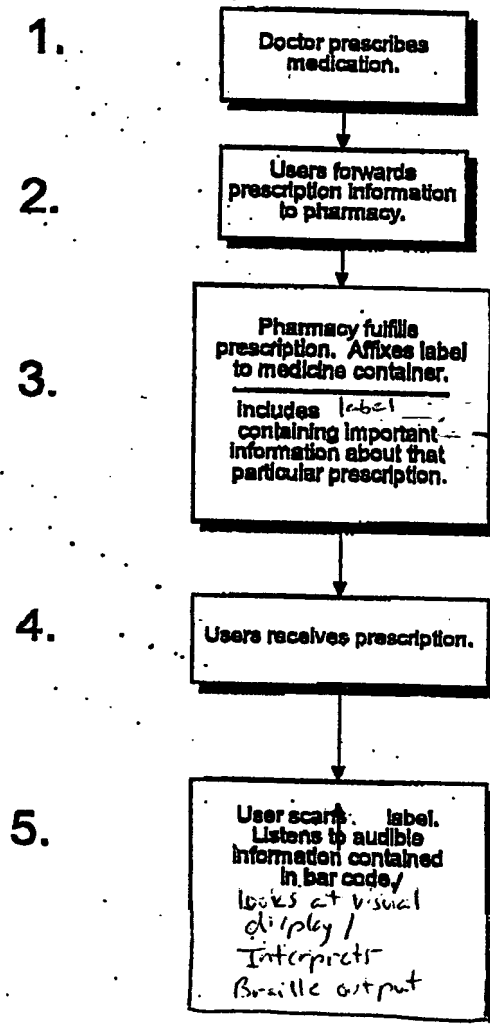 1.
Doctor prescribes
medication.
2.
Users forwards
prescription information
to pharmacy.
3.
Pharmacy fulfills
prescription. Affixes label
to medicine container.
includes label
containing important
information about that
particular prescription.
4.
Users receives prescription.
5.
User scans label.
Listens to audible
information contained
in bar code/
looks at visual
display /
Interprets
Braille output